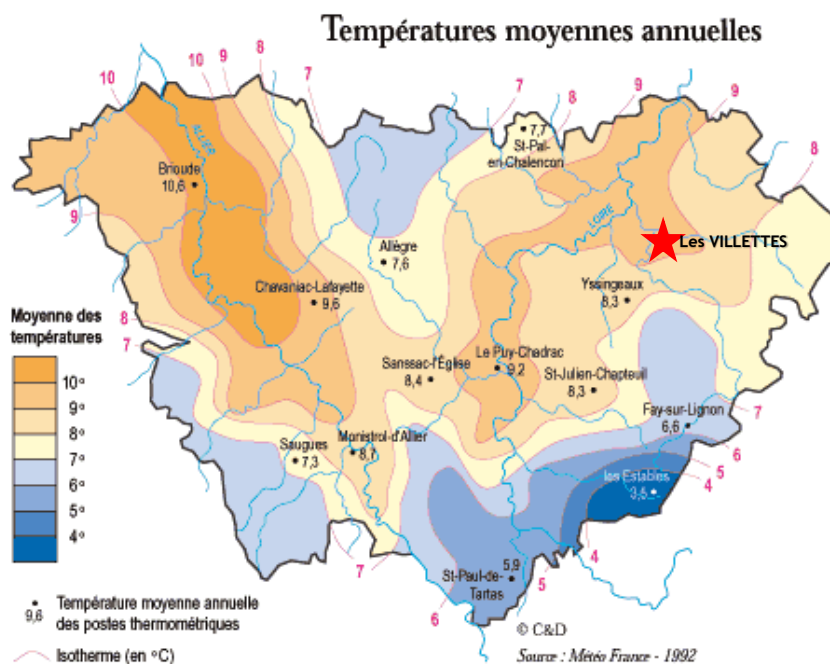 Températures moyennes annuelles
10
10
9
8
7
7
8
9
9
8
ALLIER
Brioude
10,6
7,7
St-Pal-
en-Chalencon
9
LOIRE
Les VILLETTES
Allègre
7,6
Chavaniac-Lafayette
9,6
Yssingeaux
8,3
Moyenne des
températures
8
7
10°
9°
8°
7°
6°
5°
4°
Sanssac-l'Église
8,4
Le Puy-Chadrac
9,2
St-Julien-Chapteuil
8,3
Fay-sur-Lignon
6,6
7
6
5
4
Saugues
7,3
Monistrol-d'Allier
8,7
les Estables
7
4
5
6
5,9
St-Paul-de-
Tartas
9,6
Température moyenne annuelle
des postes thermométriques
Isotherme (en °C)
© C&D
Source : Météo France - 1992